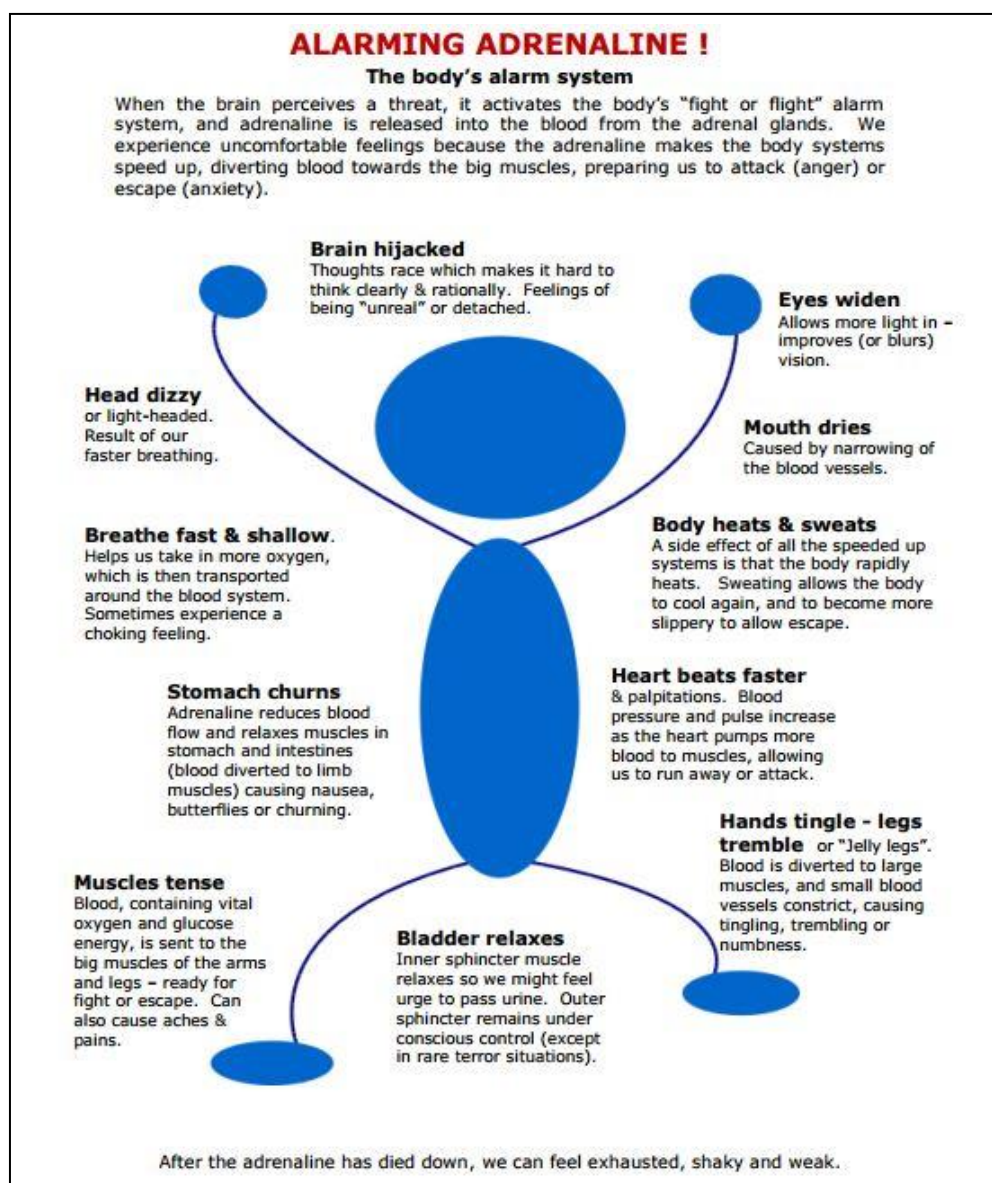 ALARMING ADRENALINE !
The body's alarm system
When the brain perceives a threat, it activates the body's “fight or flight” alarm
system, and adrenaline is released into the blood from the adrenal glands. We
experience uncomfortable feelings because the adrenaline makes the body systems
speed up, diverting blood towards the big muscles, preparing us to attack (anger) or
escape (anxiety).
Brain hijacked
Thoughts race which makes it hard to
think clearly & rationally. Feelings of
being “unreal” or detached.
Eyes widen
Allows more light in –
improves (or blurs)
vision.
Head dizzy
or light-headed.
Result of our
faster breathing.
Mouth dries
Caused by narrowing of
the blood vessels.
Breathe fast & shallow.
Helps us take in more oxygen,
which is then transported
around the blood system.
Sometimes experience a
choking feeling.
Body heats & sweats
A side effect of all the speeded up
systems is that the body rapidly
heats. Sweating allows the body
to cool again, and to become more
slippery to allow escape.
Stomach churns
Adrenaline reduces blood
flow and relaxes muscles in
stomach and intestines
(blood diverted to limb
muscles) causing nausea,
butterflies or churning.
Heart beats faster
& palpitations. Blood
pressure and pulse increase
as the heart pumps more
blood to muscles, allowing
us to run away or attack.
Hands tingle - legs
tremble or “Jelly legs”.
Blood is diverted to large
muscles, and small blood
vessels constrict, causing
tingling, trembling or
numbness.
Muscles tense
Blood, containing vital
oxygen and glucose
energy, is sent to the
big muscles of the arms
and legs – ready for
fight or escape. Can
also cause aches &
pains.
Bladder relaxes
Inner sphincter muscle
relaxes so we might feel
urge to pass urine. Outer
sphincter remains under
conscious control (except
in rare terror situations).
After the adrenaline has died down, we can feel exhausted, shaky and weak.